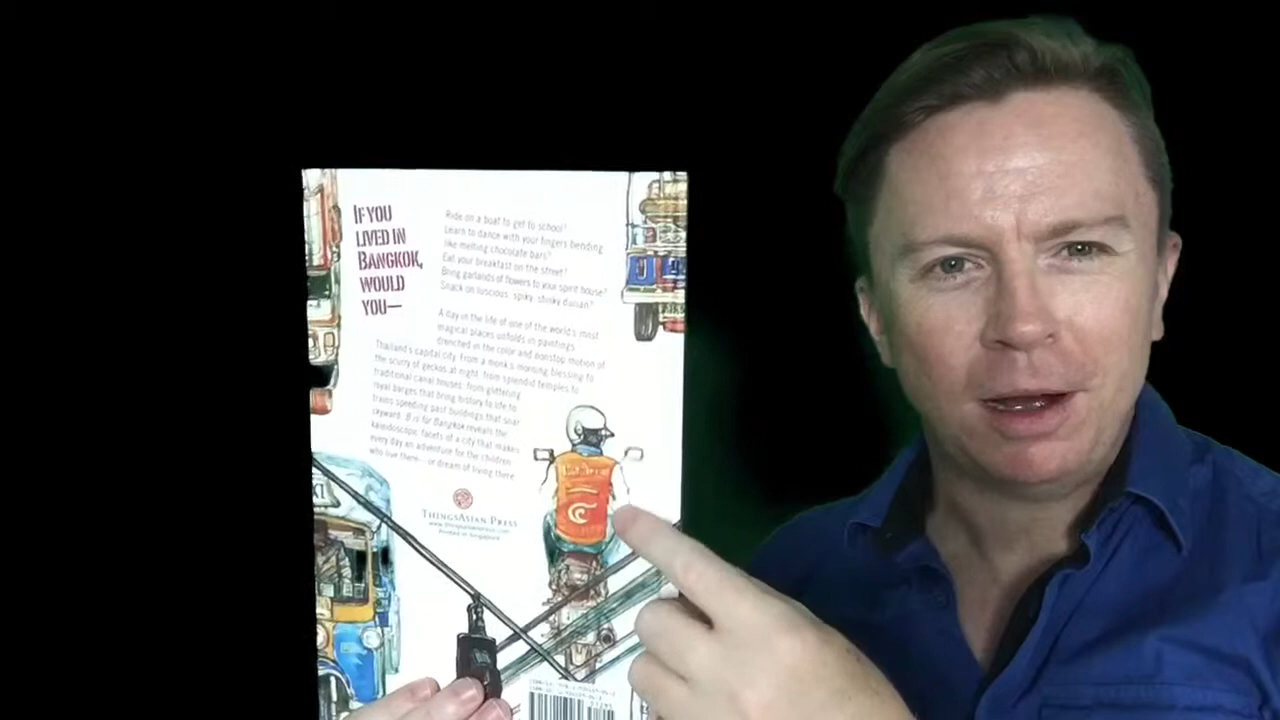 IF YOU
LIVED IN
BANGKOK,
WOULD
YOU—
Ride on a boat to get to school?
Learn to dance with your fingers bending
like melting chocolate bars?
Eat your breakfast on the street?
Bring garlands of flowers to your spirit house?
Snack on luscious, spiky, stinky durian?
A day in the life of one of the world's most
magical places unfolds in paintings
drenched in the color and nonstop motion of
Thailand's capital city. From a monk's morning blessing to
the scurry of geckos at night, from splendid temples to
traditional canal houses, from glittering
royal barges that bring history to life to
trains speeding past buildings that soar
skyward, B is for Bangkok reveals the
kaleidoscopic facets of a city that makes
every day an adventure for the children
who live there—or dream of living there.
THINGSASIAN PRESS
www.thingsasianpress.com
Printed in Singapore